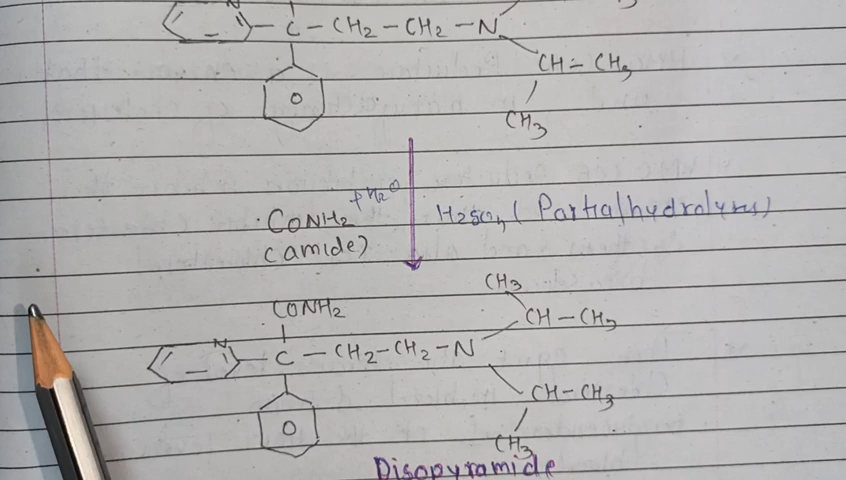 N
C - CH2 - CH2 - N
CH = CH3
CH3
+H2O
CONH2
H2SO4 (Partial hydrolysis)
(amide)
CH3
CONH2
CH - CH3
N
C - CH2 - CH2 - N
CH - CH3
CH3
Disopyramide